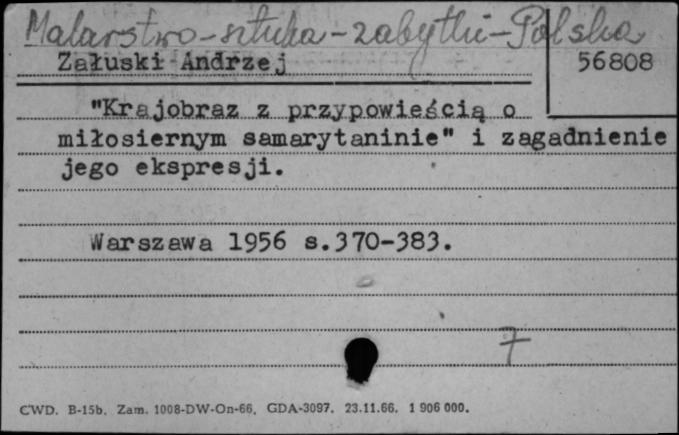 Malarstwo-sztuka-zabytki-Polska
Załuski Andrzej
56808
"Krajobraz z przypowieścią o
miłosiernym samarytaninie" i zagadnienie
jego ekspresji.
Warszawa 1956 s.370-383.
7
CWD. B-15b. Zam. 1008-DW-On-66. GDA-3097. 23.11.66. 1 906 000.